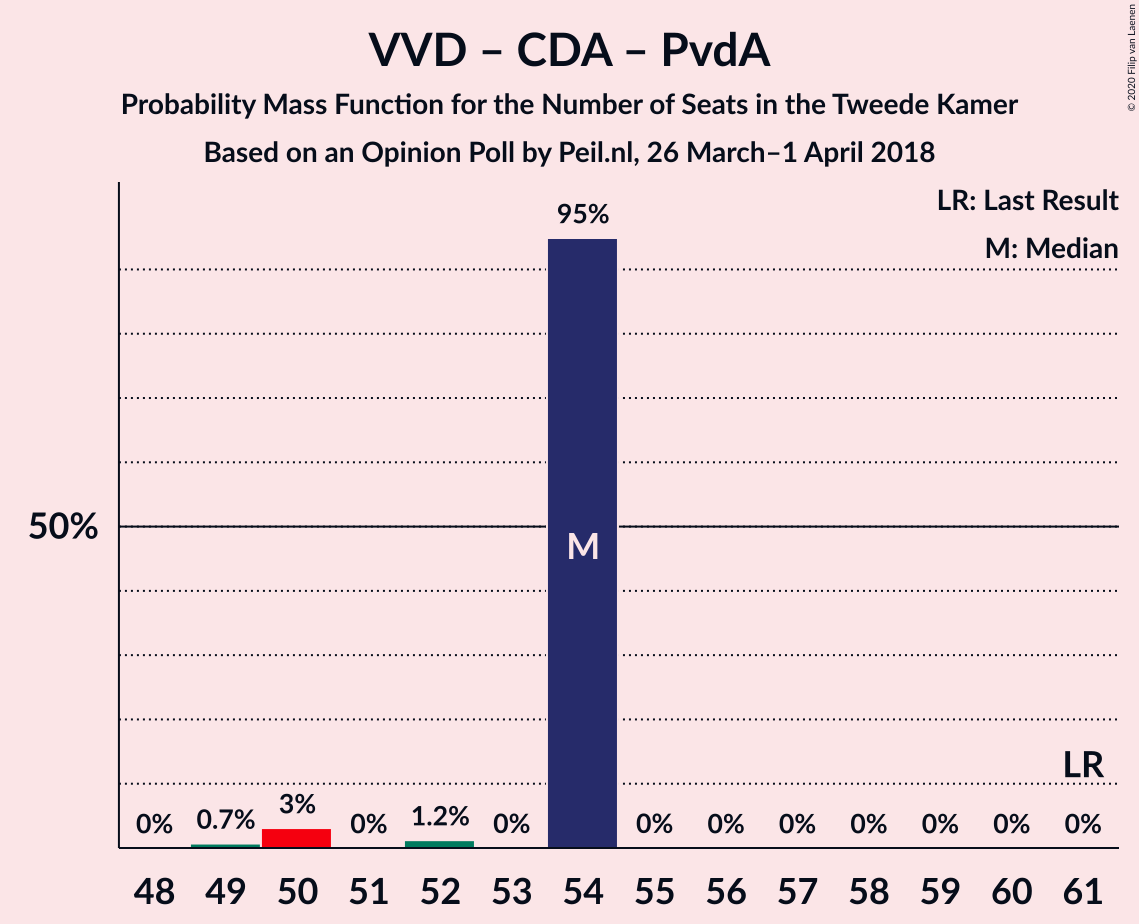 VVD – CDA – PvdA
Probability Mass Function for the Number of Seats in the Tweede Kamer
Based on an Opinion Poll by Peil.nl, 26 March–1 April 2018
© 2020 Filip van Laenen
LR: Last Result
M: Median
95%
50%
M
LR
0% 0.7% 3% 0% 1.2% 0% 0% 0% 0% 0% 0% 0% 0%
48 49 50 51 52 53 54 55 56 57 58 59 60 61